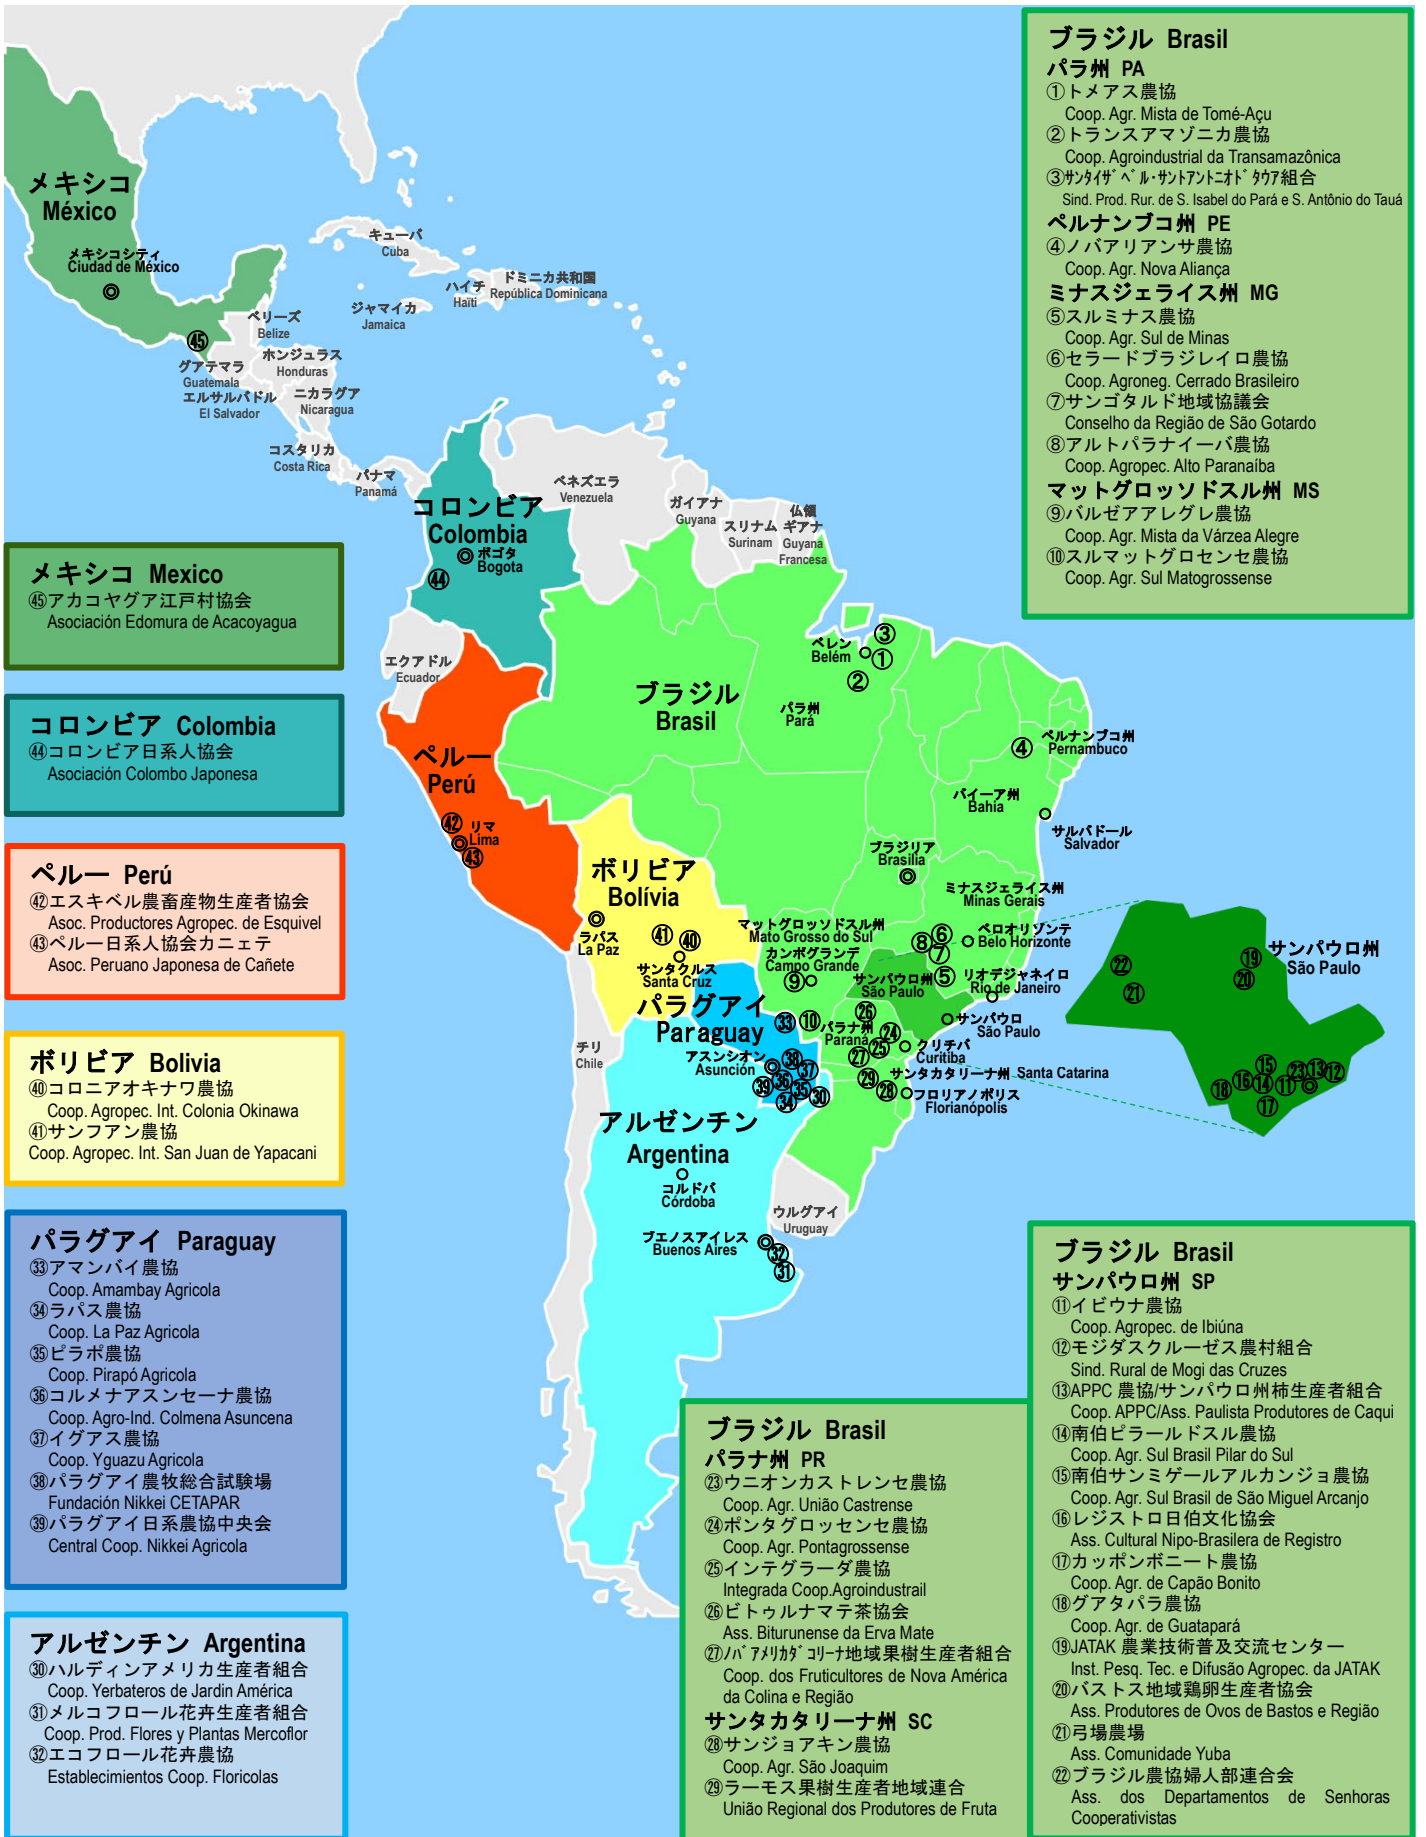 メキシコ
México
メキシコシティ
Ciudad de México
㊺
キューバ
Cuba
ハイチ
Haïti
ドミニカ共和国
República Dominicana
ジャマイカ
Jamaica
ベリーズ
Belize
グアテマラ
Guatemala
ホンジュラス
Honduras
エルサルバドル
El Salvador
ニカラグア
Nicaragua
コスタリカ
Costa Rica
パナマ
Panamá
コロンビア
Colombia
ボゴタ
Bogota
㊹
ベネズエラ
Venezuela
ガイアナ
Guyana
スリナム
Surinam
仏領
ギアナ
Guyana
Francesa
エクアドル
Ecuador
ペルー
Perú
㊷
リマ
Lima
㊸
ブラジル
Brasil
ベレン
Belém
③
①
②
パラ州
Pará
④
ペルナンブコ州
Pernambuco
バイーア州
Bahia
サルバドール
Salvador
ブラジリア
Brasilia
ミナスジェライス州
Minas Gerais
⑥
⑧
⑦
⑤
ベロオリゾンテ
Belo Horizonte
リオデジャネイロ
Rio de Janeiro
マットグロッソドスル州
Mato Grosso do Sul
カンポグランデ
Campo Grande
⑨
⑩
サンパウロ州
São Paulo
サンパウロ
São Paulo
ボリビア
Bolívia
ラパス
La Paz
㊶
㊵
サンタクルス
Santa Cruz
パラグアイ
Paraguay
㉝
アスンシオン
Asunción
㊳
㊲
㊱
㊴
㉟
㉞
㉚
パラナ州
Paraná
㉖
㉔
㉕
㉗
クリチバ
Curitiba
サンタカタリーナ州 Santa Catarina
㉙
㉘
フロリアノポリス
Florianópolis
チリ
Chile
アルゼンチン
Argentina
コルドバ
Córdoba
ウルグアイ
Uruguay
ブエノスアイレス
Buenos Aires
㉜
㉛
サンパウロ州
São Paulo
㉒
㉑
⑲
⑳
⑮
⑱
⑯
⑭
⑪
㉓
⑬
⑫
⑰
ブラジル Brasil
パラ州 PA
①トメアス農協
Coop. Agr. Mista de Tomé-Açu
②トランスアマゾニカ農協
Coop. Agroindustrial da Transamazônica
③ｻﾝﾀｲｻﾞﾍﾞﾙ･ｻﾝﾄｱﾝﾄﾆｵﾄﾞﾀｳｱ組合
Sind. Prod. Rur. de S. Isabel do Pará e S. Antônio do Tauá
ペルナンブコ州 PE
④ノバアリアンサ農協
Coop. Agr. Nova Aliança
ミナスジェライス州 MG
⑤スルミナス農協
Coop. Agr. Sul de Minas
⑥セラードブラジレイロ農協
Coop. Agroneg. Cerrado Brasileiro
⑦サンゴタルド地域協議会
Conselho da Região de São Gotardo
⑧アルトパラナイーバ農協
Coop. Agropec. Alto Paranaíba
マットグロッソドスル州 MS
⑨バルゼアアレグレ農協
Coop. Agr. Mista da Várzea Alegre
⑩スルマットグロセンセ農協
Coop. Agr. Sul Matogrossense
メキシコ Mexico
㊺アカコヤグア江戸村協会
Asociación Edomura de Acacoyagua
コロンビア Colombia
㊹コロンビア日系人協会
Asociación Colombo Japonesa
ペルー Perú
㊷エスキベル農畜産物生産者協会
Asoc. Productores Agropec. de Esquivel
㊸ペルー日系人協会カニェテ
Asoc. Peruano Japonesa de Cañete
ボリビア Bolivia
㊵コロニアオキナワ農協
Coop. Agropec. Int. Colonia Okinawa
㊶サンフアン農協
Coop. Agropec. Int. San Juan de Yapacani
パラグアイ Paraguay
㉝アマンバイ農協
Coop. Amambay Agricola
㉞ラパス農協
Coop. La Paz Agricola
㉟ピラポ農協
Coop. Pirapó Agricola
㊱コルメナアスンセーナ農協
Coop. Agro-Ind. Colmena Asuncena
㊲イグアス農協
Coop. Yguazu Agricola
㊳パラグアイ農牧総合試験場
Fundación Nikkei CETAPAR
㊴パラグアイ日系農協中央会
Central Coop. Nikkei Agricola
アルゼンチン Argentina
㉚ハルディンアメリカ生産者組合
Coop. Yerbateros de Jardin América
㉛メルコフロール花卉生産者組合
Coop. Prod. Flores y Plantas Mercoflor
㉜エコフロール花卉農協
Establecimientos Coop. Floricolas
ブラジル Brasil
パラナ州 PR
㉓ウニオンカストレンセ農協
Coop. Agr. União Castrense
㉔ポンタグロッセンセ農協
Coop. Agr. Pontagrossense
㉕インテグラーダ農協
Integrada Coop.Agroindustrail
㉖ビトゥルナマテ茶協会
Ass. Biturunense da Erva Mate
㉗ﾉﾊﾞｱﾒﾘｶﾀﾞｺﾘｰﾅ地域果樹生産者組合
Coop. dos Fruticultores de Nova América
da Colina e Região
サンタカタリーナ州 SC
㉘サンジョアキン農協
Coop. Agr. São Joaquim
㉙ラーモス果樹生産者地域連合
União Regional dos Produtores de Fruta
ブラジル Brasil
サンパウロ州 SP
⑪イビウナ農協
Coop. Agropec. de Ibiúna
⑫モジダスクルーゼス農村組合
Sind. Rural de Mogi das Cruzes
⑬APPC 農協/サンパウロ州柿生産者組合
Coop. APPC/Ass. Paulista Produtores de Caqui
⑭南伯ピラールドスル農協
Coop. Agr. Sul Brasil Pilar do Sul
⑮南伯サンミゲールアルカンジョ農協
Coop. Agr. Sul Brasil de São Miguel Arcanjo
⑯レジストロ日伯文化協会
Ass. Cultural Nipo-Brasilera de Registro
⑰カッポンボニート農協
Coop. Agr. de Capão Bonito
⑱グアタパラ農協
Coop. Agr. de Guatapará
⑲JATAK 農業技術普及交流センター
Inst. Pesq. Tec. e Difusão Agropec. da JATAK
⑳バストス地域鶏卵生産者協会
Ass. Produtores de Ovos de Bastos e Região
㉑弓場農場
Ass. Comunidade Yuba
㉒ブラジル農協婦人部連合会
Ass. dos Departamentos de Senhoras
Cooperativistas